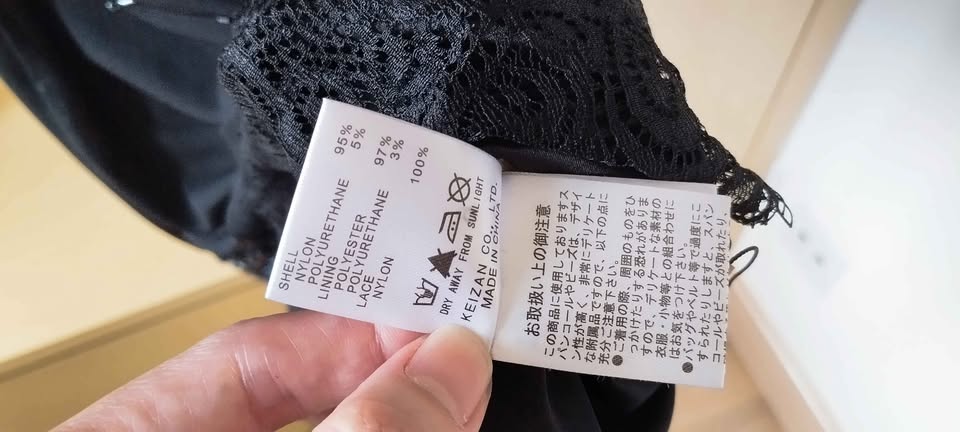 SHELL
NYLON 95%
POLYURETHANE 5%
LINING
POLYESTER 97%
POLYURETHANE 3%
LACE
NYLON 100%
DRY AWAY FROM SUNLIGHT
KEIZAN CO., LTD.
MADE IN CHINA
お取扱い上の御注意
この商品に使用しておりますス
パンコールやビーズは、デザイ
ン性が高く、非常にデリケート
な附属品ですので、以下の点に
充分ご注意下さい。
●ご着用の際、周囲のものをひ
っかけたりする恐れがありま
すので、デリケートな素材の
衣服・小物等との組合わせに
はお気をつけ下さい。
●バッグやベルト等で過度にこ
すられたりしますと、スパン
コールやビーズが取れたり、